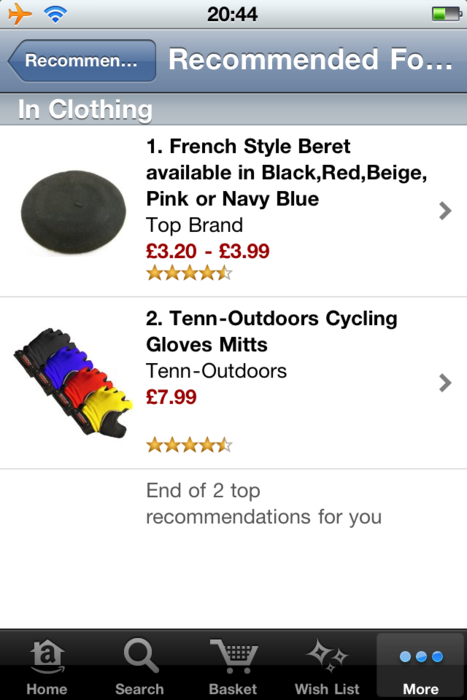 20:44
Recommen...
Recommended Fo...
In Clothing
1. French Style Beret
available in Black,Red,Beige,
Pink or Navy Blue
Top Brand
£3.20 - £3.99
2. Tenn-Outdoors Cycling
Gloves Mitts
Tenn-Outdoors
£7.99
End of 2 top
recommendations for you
a
Home
Search
Basket
Wish List
More